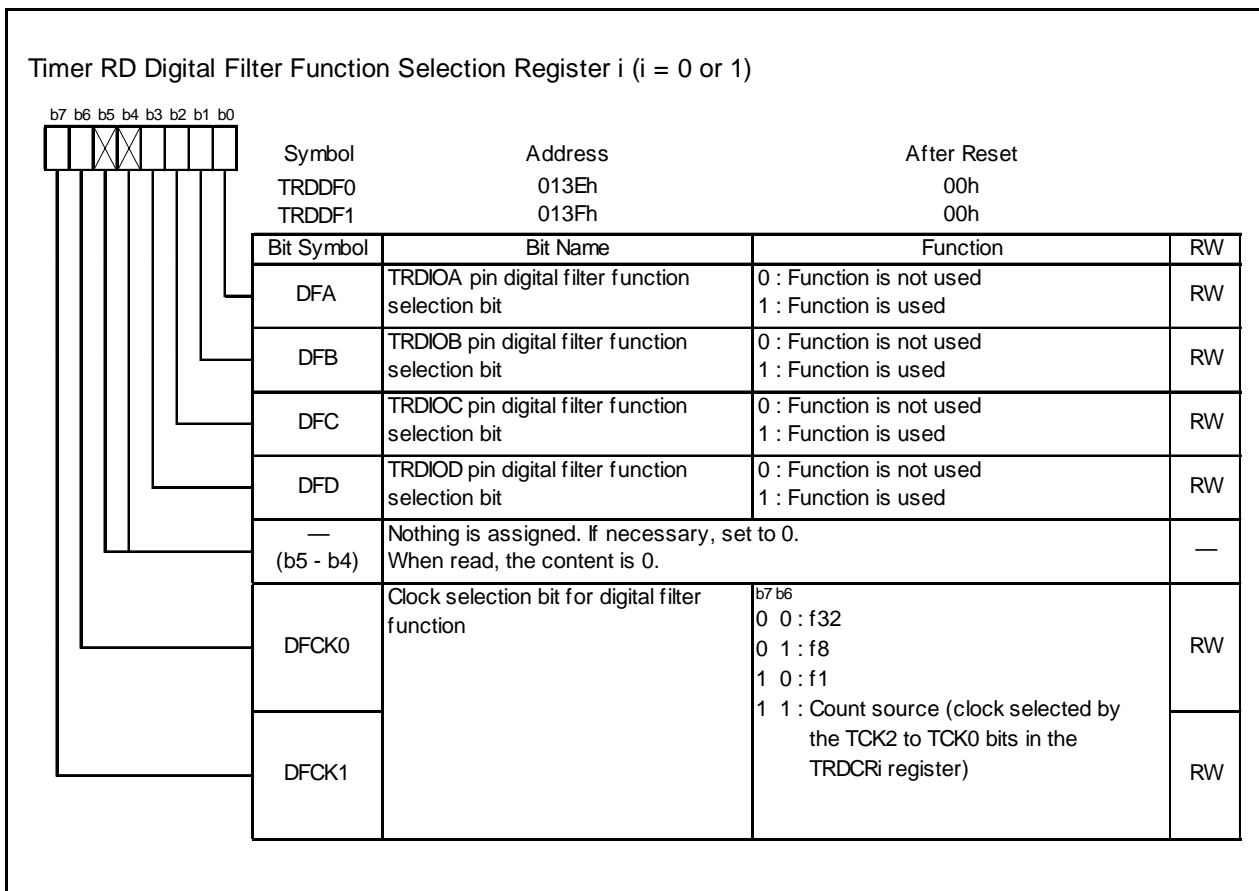 Timer RD Digital Filter Function Selection Register i (i = 0 or 1)
b7 b6 b5 b4 b3 b2 b1 b0
Symbol Address After Reset
TRDDF0 013Eh 00h
TRDDF1 013Fh 00h
Bit Symbol Bit Name Function RW
DFA TRDIOA pin digital filter function selection bit 0 : Function is not used
1 : Function is used RW
DFB TRDIOB pin digital filter function selection bit 0 : Function is not used
1 : Function is used RW
DFC TRDIOC pin digital filter function selection bit 0 : Function is not used
1 : Function is used RW
DFD TRDIOD pin digital filter function selection bit 0 : Function is not used
1 : Function is used RW
—
(b5 - b4)
Nothing is assigned. If necessary, set to 0.
When read, the content is 0.
—
DFCK0
Clock selection bit for digital filter
function
b7 b6
0 0 : f32
0 1 : f8
1 0 : f1
1 1 : Count source (clock selected by
the TCK2 to TCK0 bits in the
TRDCRi register)
RW
DFCK1
RW